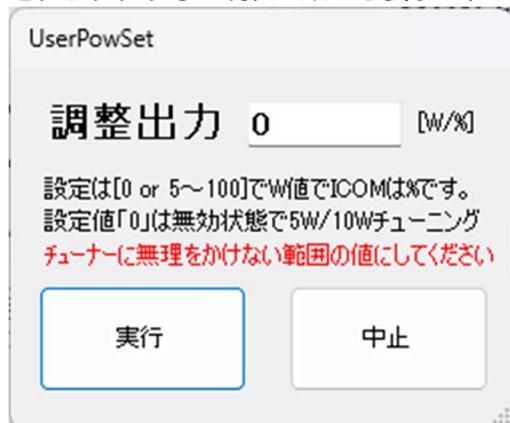 UserPowSet
調整出力 0 [W/%]
設定は[0 or 5～100]でW値でICOMは%です。
設定値「0」は無効状態で5W/10Wチューニング
チューナーに無理をかけない範囲の値にしてください
実行 中止